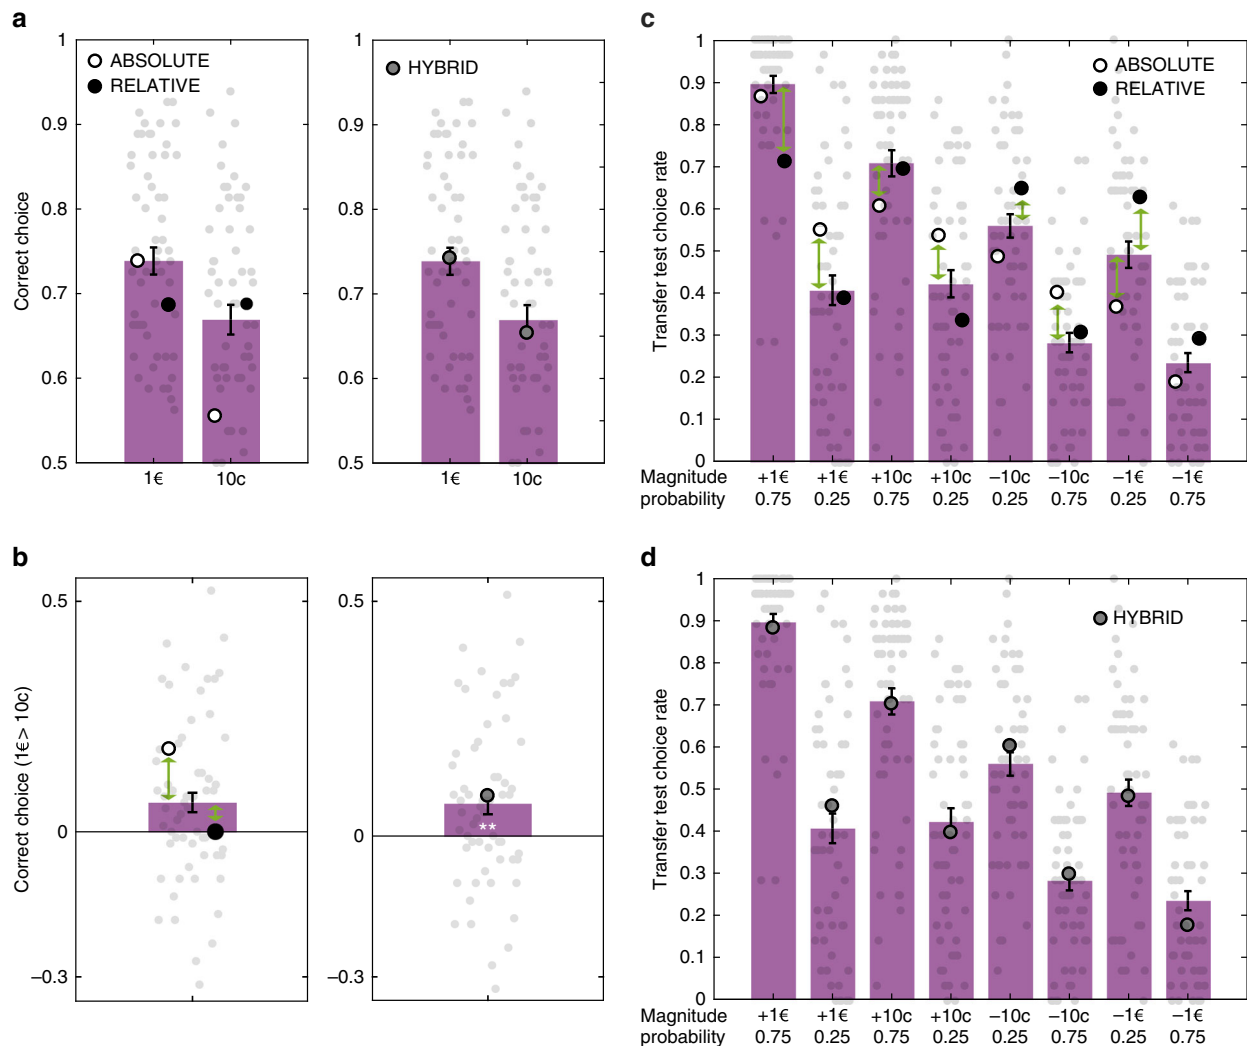 a
1
0.9
0.8
0.7
0.6
0.5
Correct choice
ABSOLUTE
RELATIVE
1€ 10c
1
0.9
0.8
0.7
0.6
0.5
HYBRID
1€ 10c
b
0.5
0
−0.3
Correct choice (1€> 10c)
0.5
0
−0.3
**
c
1
0.9
0.8
0.7
0.6
0.5
0.4
0.3
0.2
0.1
0
Transfer test choice rate
ABSOLUTE
RELATIVE
Magnitude +1€ +1€ +10c +10c −10c −10c −1€ −1€
probability 0.75 0.25 0.75 0.25 0.25 0.75 0.25 0.75
d
1
0.9
0.8
0.7
0.6
0.5
0.4
0.3
0.2
0.1
0
Transfer test choice rate
HYBRID
Magnitude +1€ +1€ +10c +10c −10c −10c −1€ −1€
probability 0.75 0.25 0.75 0.25 0.25 0.75 0.25 0.75